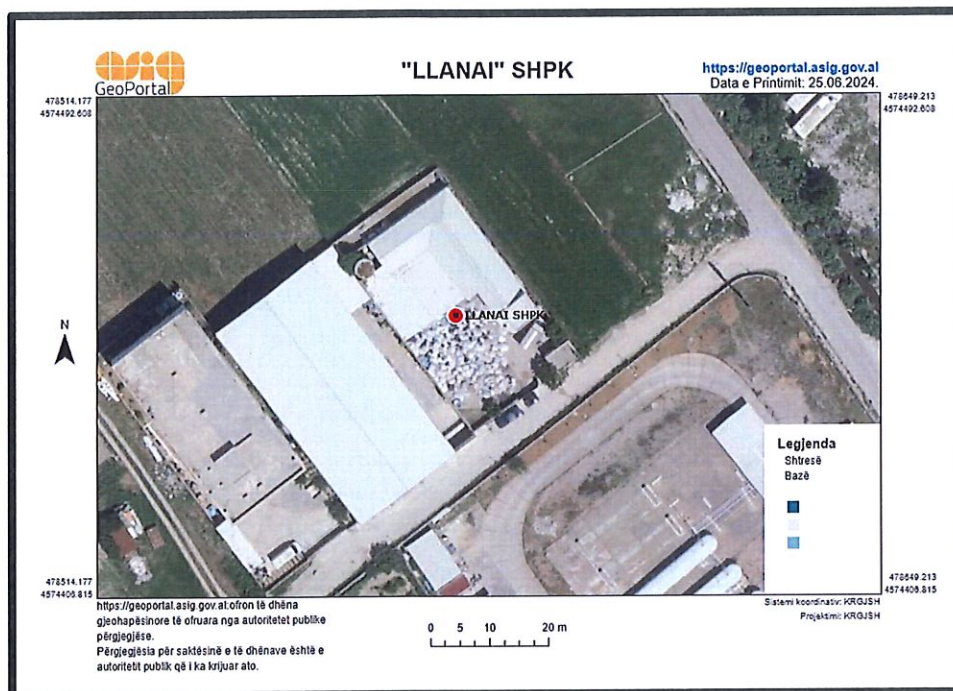 asig
GeoPortal
"LLANAI" SHPK
https://geoportal.asig.gov.al
Data e Printimit: 25.06.2024.
478514.177
4574492.608
478649.213
4574492.608
LLANAI SHPK
N
Legjenda
Shtresë
Bazë
478514.177
4574406.815
478649.213
4574406.815
https://geoportal.asig.gov.al:ofron të dhëna
gjeohapësinore të ofruara nga autoritetet publike
përgjegjëse.
Përgjegjësia për saktësinë e të dhënave është e
autoritetit publik që i ka krijuar ato.
0 5 10 20 m
Sistemi koordinativ: KRGJSH
Projektimi: KRGJSH